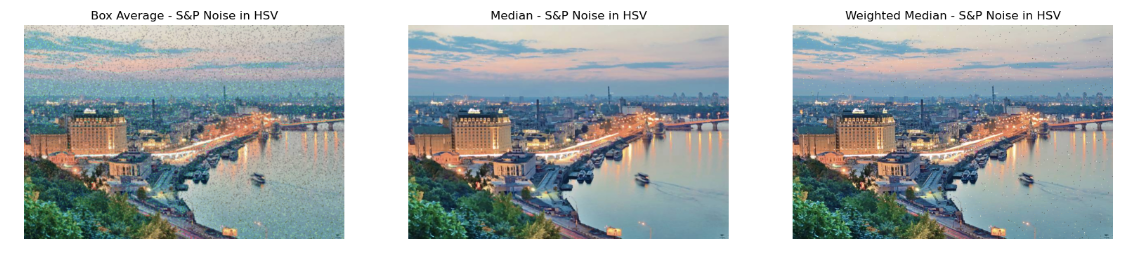 Box Average - S&P Noise in HSV
Median - S&P Noise in HSV
Weighted Median - S&P Noise in HSV